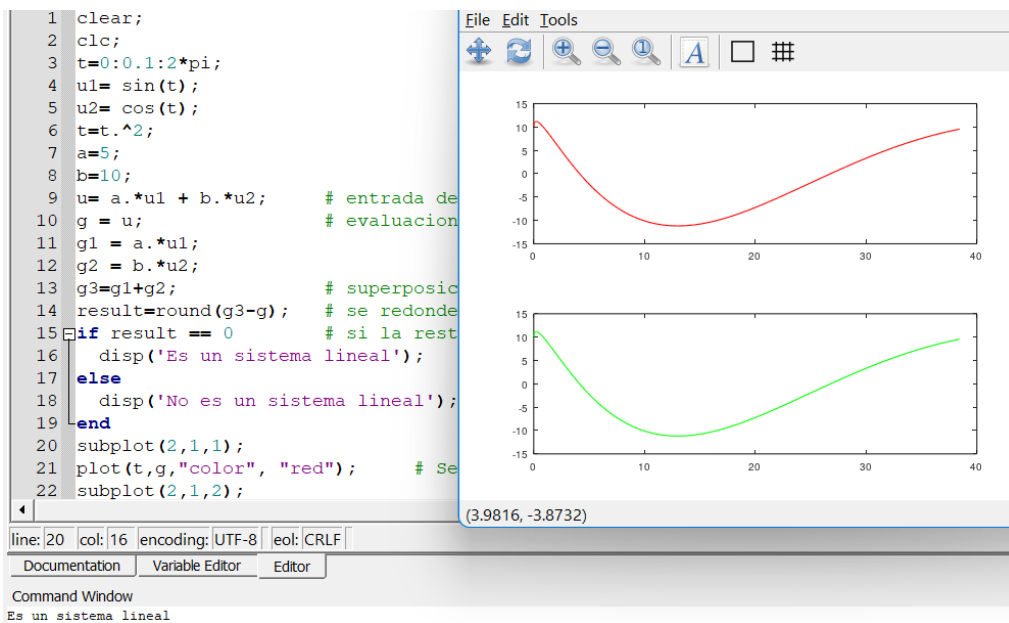 1 clear;
2 clc;
3 t=0:0.1:2*pi;
4 u1= sin(t);
5 u2= cos(t);
6 t=t.^2;
7 a=5;
8 b=10;
9 u= a.*u1 + b.*u2; # entrada de
10 g = u; # evaluacion
11 g1 = a.*u1;
12 g2 = b.*u2;
13 g3=g1+g2; # superposic
14 result=round(g3-g); # se redonde
15 if result == 0 # si la rest
16 disp('Es un sistema lineal');
17 else
18 disp('No es un sistema lineal');
19 end
20 subplot(2,1,1);
21 plot(t,g,"color", "red"); # Se
22 subplot(2,1,2);
line: 20 col: 16 encoding: UTF-8 eol: CRLF
Documentation Variable Editor Editor
Command Window
Es un sistema lineal
File Edit Tools
A
15
10
5
0
-5
-10
-15
0 10 20 30 40
15
10
5
0
-5
-10
-15
0 10 20 30 40
(3.9816, -3.8732)